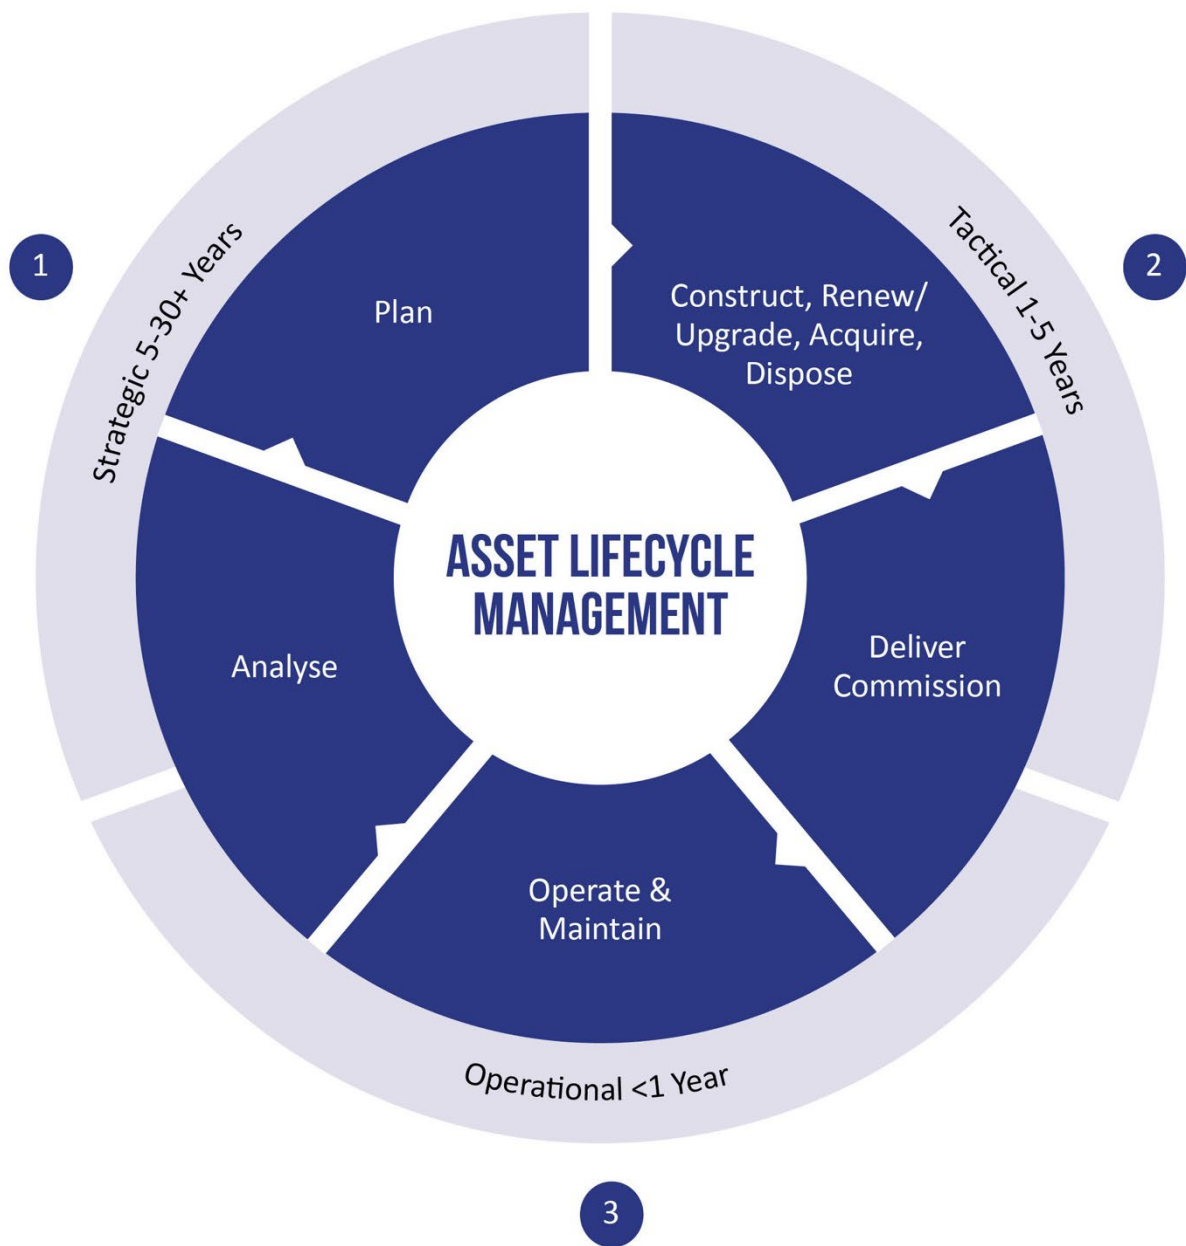 1
Strategic 5-30+ Years
Plan
Construct, Renew/
Upgrade, Acquire,
Dispose
Tactical 1-5 Years
2
ASSET LIFECYCLE
MANAGEMENT
Analyse
Deliver
Commission
Operate &
Maintain
Operational <1 Year
3